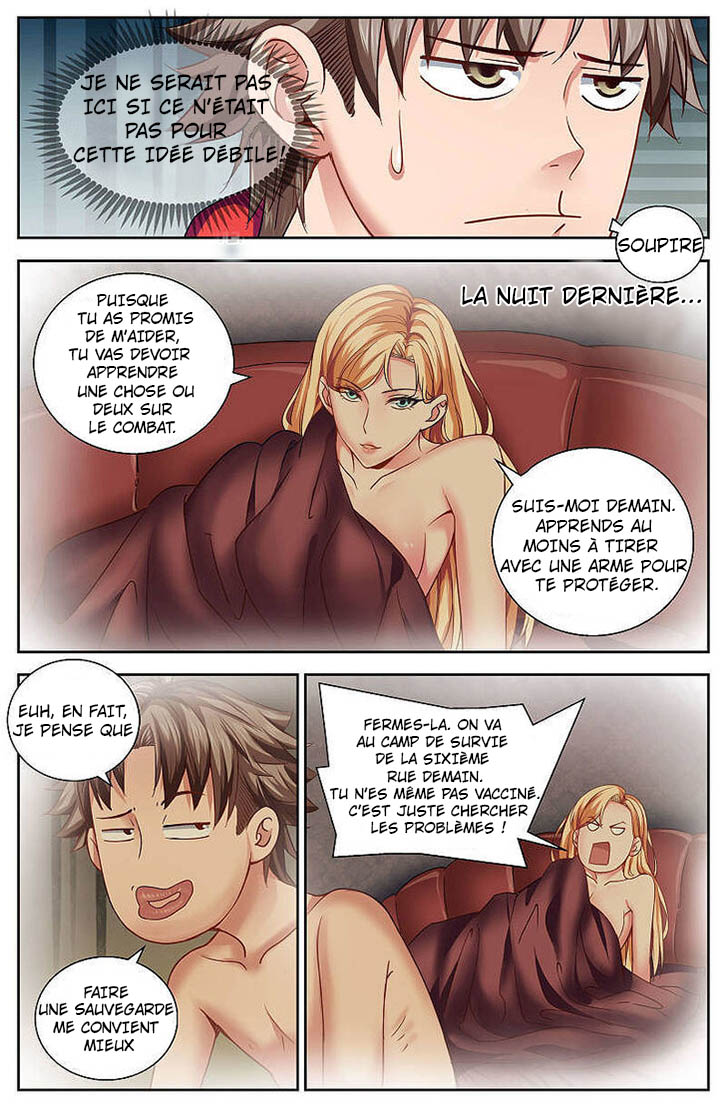 JE NE SERAIT PAS
ICI SI CE N'ÉTAIT
PAS POUR
CETTE IDÉE DÉBILE!
SOUPIRE
LA NUIT DERNIÈRE...
PUISQUE
TU AS PROMIS
DE M'AIDER,
TU VAS DEVOIR
APPRENDRE
UNE CHOSE OU
DEUX SUR
LE COMBAT.
SUIS-MOI DEMAIN.
APPRENDS AU
MOINS À TIRER
AVEC UNE ARME POUR
TE PROTÉGER.
EUH, EN FAIT,
JE PENSE QUE
FAIRE
UNE SAUVEGARDE
ME CONVIENT
MIEUX
FERMES-LA. ON VA
AU CAMP DE SURVIE
DE LA SIXIÈME
RUE DEMAIN.
TU N'ES MÊME PAS VACCINÉ.
C'EST JUSTE CHERCHER
LES PROBLÈMES !